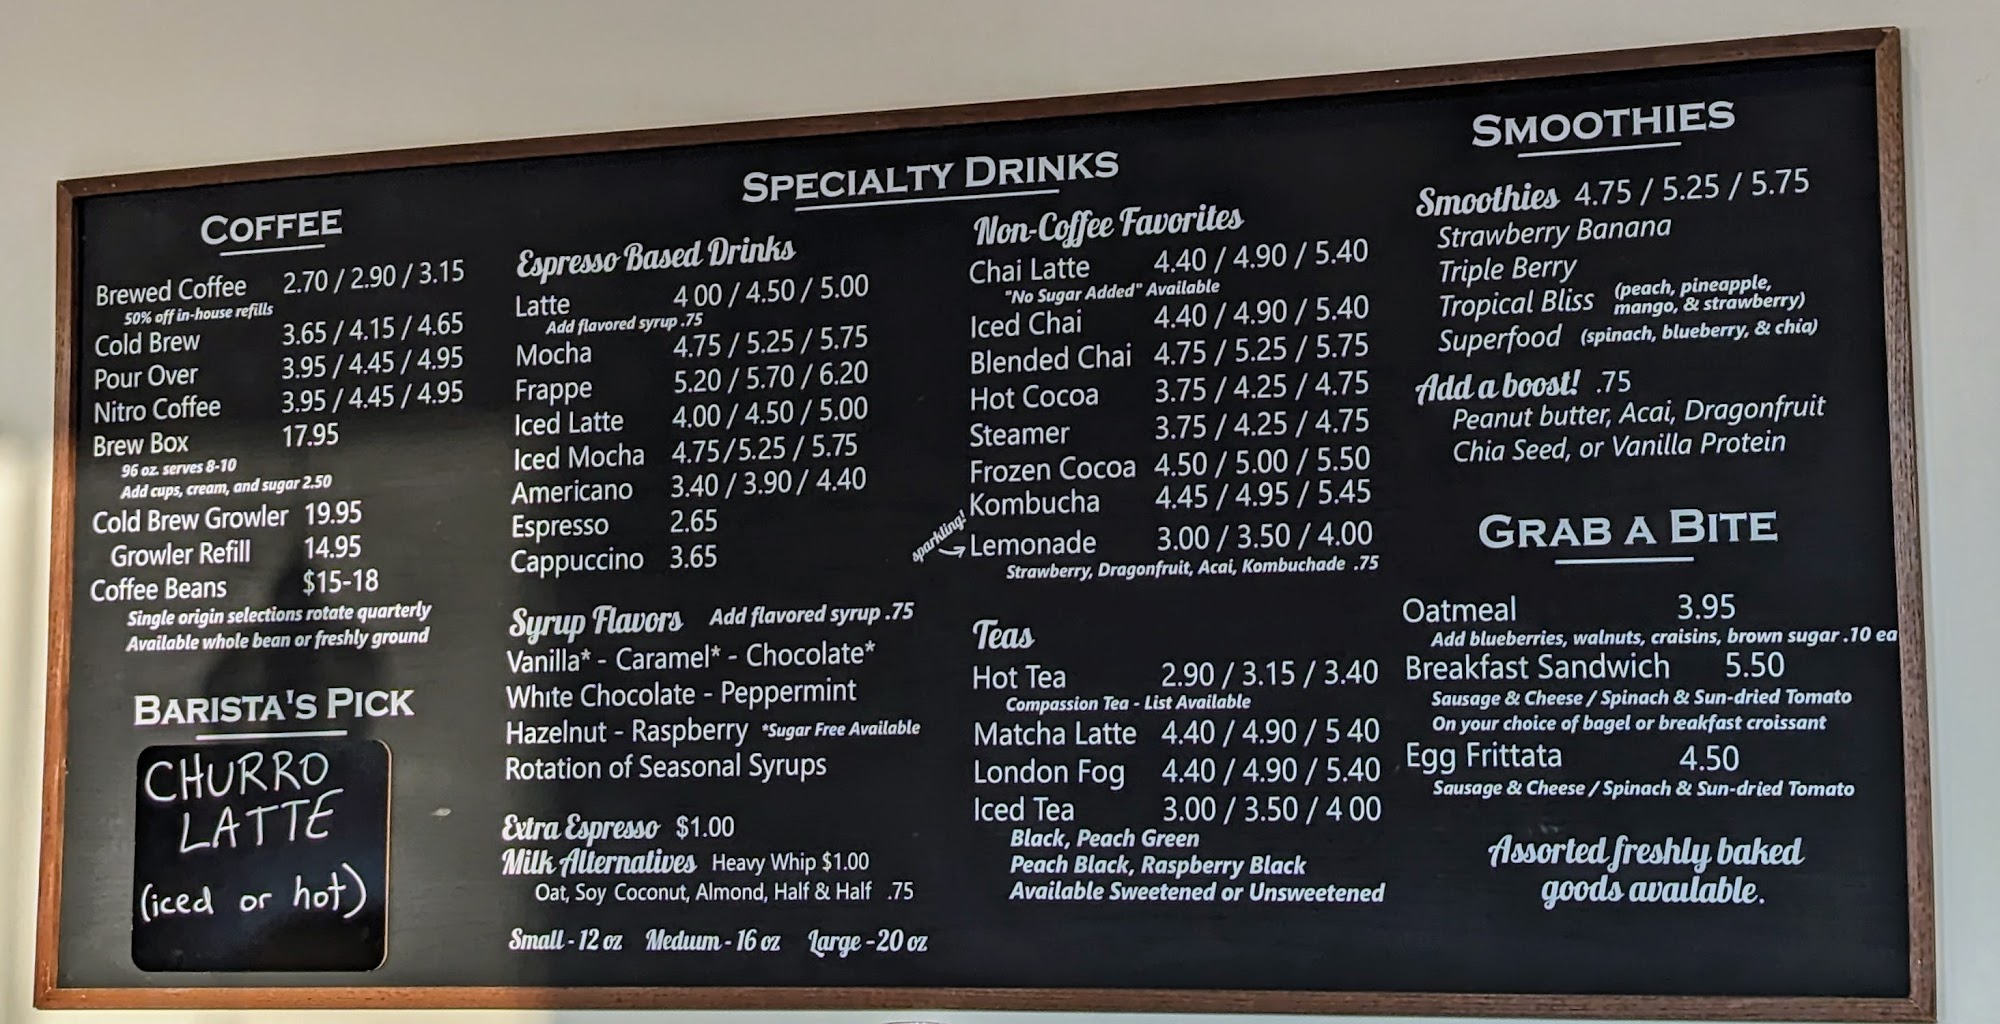 COFFEE
Brewed Coffee 2.70 / 2.90 / 3.15
50% off in-house refills
Cold Brew 3.65 / 4.15 / 4.65
Pour Over 3.95 / 4.45 / 4.95
Nitro Coffee 3.95 / 4.45 / 4.95
Brew Box 17.95
96 oz. serves 8-10
Add cups, cream, and sugar 2.50
Cold Brew Growler 19.95
Growler Refill 14.95
Coffee Beans $15-18
Single origin selections rotate quarterly
Available whole bean or freshly ground
BARISTA'S PICK
CHURRO
LATTE
(iced or hot)
SPECIALTY DRINKS
Espresso Based Drinks
Latte 4 00 / 4.50 / 5.00
Add flavored syrup .75
Mocha 4.75 / 5.25 / 5.75
Frappe 5.20 / 5.70 / 6.20
Iced Latte 4.00 / 4.50 / 5.00
Iced Mocha 4.75 / 5.25 / 5.75
Americano 3.40 / 3.90 / 4.40
Espresso 2.65
Cappuccino 3.65
Syrup Flavors Add flavored syrup .75
Vanilla* - Caramel* - Chocolate*
White Chocolate - Peppermint
Hazelnut - Raspberry *Sugar Free Available
Rotation of Seasonal Syrups
Extra Espresso $1.00
Milk Alternatives Heavy Whip $1.00
Oat, Soy Coconut, Almond, Half & Half .75
Small - 12 oz Medium - 16 oz Large - 20 oz
Non-Coffee Favorites
Chai Latte 4.40 / 4.90 / 5.40
"No Sugar Added" Available
Iced Chai 4.40 / 4.90 / 5.40
Blended Chai 4.75 / 5.25 / 5.75
Hot Cocoa 3.75 / 4.25 / 4.75
Steamer 3.75 / 4.25 / 4.75
Frozen Cocoa 4.50 / 5.00 / 5.50
Kombucha 4.45 / 4.95 / 5.45
sparkling!
Lemonade 3.00 / 3.50 / 4.00
Strawberry, Dragonfruit, Acai, Kombuchade .75
Teas
Hot Tea 2.90 / 3.15 / 3.40
Compassion Tea - List Available
Matcha Latte 4.40 / 4.90 / 5 40
London Fog 4.40 / 4.90 / 5.40
Iced Tea 3.00 / 3.50 / 4 00
Black, Peach Green
Peach Black, Raspberry Black
Available Sweetened or Unsweetened
SMOOTHIES
Smoothies 4.75 / 5.25 / 5.75
Strawberry Banana
Triple Berry
Tropical Bliss (peach, pineapple,
mango, & strawberry)
Superfood (spinach, blueberry, & chia)
Add a boost! .75
Peanut butter, Acai, Dragonfruit
Chia Seed, or Vanilla Protein
GRAB A BITE
Oatmeal 3.95
Add blueberries, walnuts, craisins, brown sugar .10 ea
Breakfast Sandwich 5.50
Sausage & Cheese / Spinach & Sun-dried Tomato
On your choice of bagel or breakfast croissant
Egg Frittata 4.50
Sausage & Cheese / Spinach & Sun-dried Tomato
Assorted freshly baked
goods available.